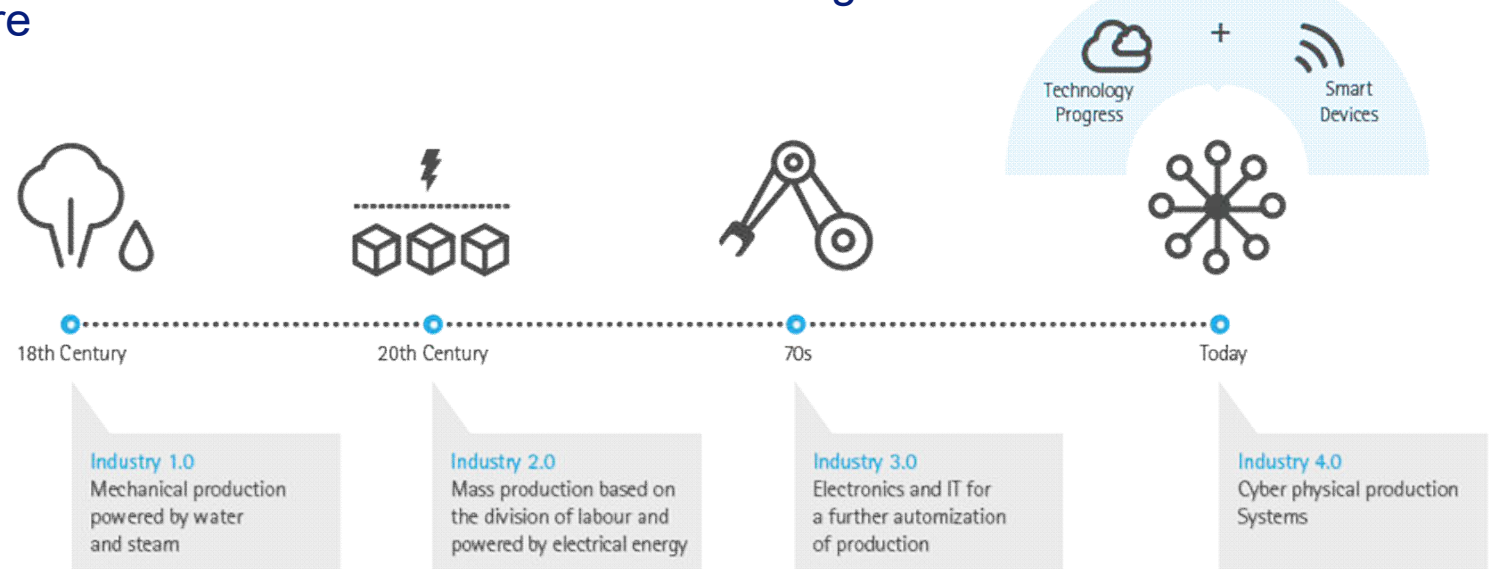 re
g
+
Technology
Progress
Smart
Devices
18th Century
20th Century
70s
Today
Industry 1.0
Mechanical production
powered by water
and steam
Industry 2.0
Mass production based on
the division of labour and
powered by electrical energy
Industry 3.0
Electronics and IT for
a further automization
of production
Industry 4.0
Cyber physical production
Systems